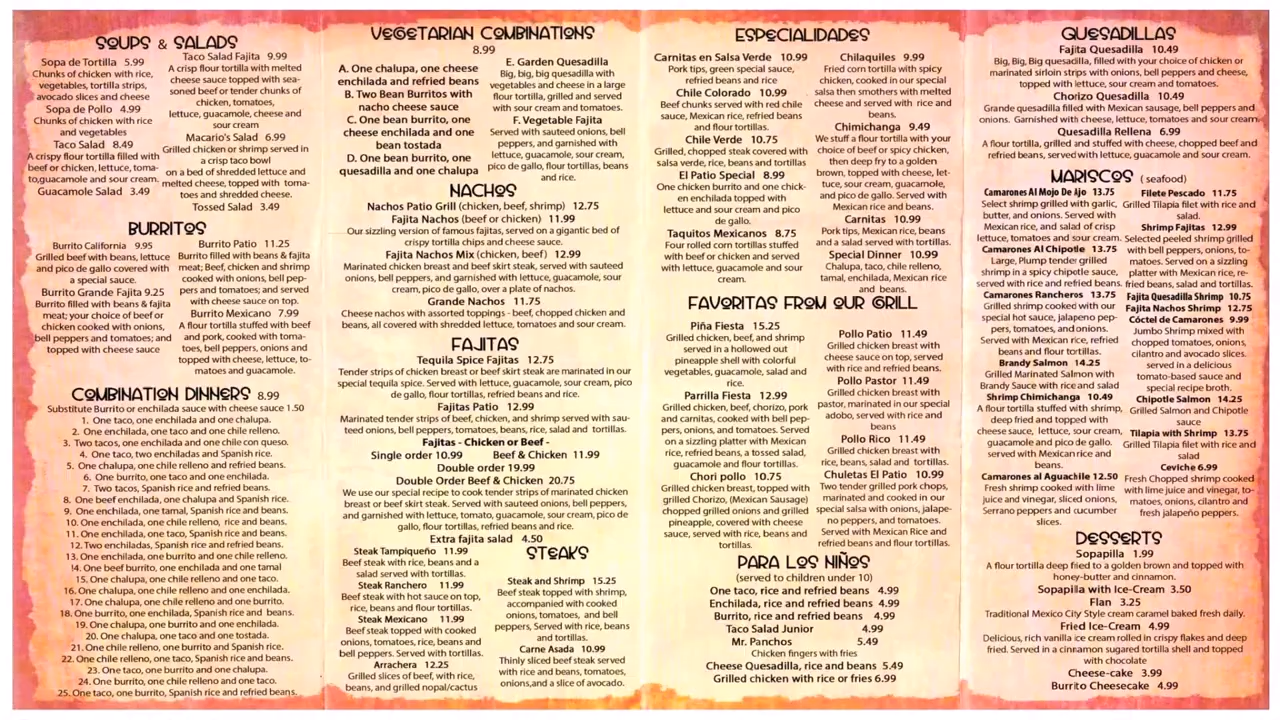 SOUPS & SALADS
Sopa de Tortilla 5.99
Chunks of chicken with rice,
vegetables, tortilla strips,
avocado slices and cheese
Sopa de Pollo 4.99
Chunks of chicken with rice
and vegetables
Taco Salad 8.49
A crispy flour tortilla filled with
beef or chicken, lettuce, toma-
to,guacamole and sour cream.
Guacamole Salad 3.49
Taco Salad Fajita 9.99
A crisp flour tortilla with melted
cheese sauce topped with sea-
soned beef or tender chunks of
chicken, tomatoes,
lettuce, guacamole, cheese and
sour cream
Macario's Salad 6.99
Grilled chicken or shrimp served in
a crisp taco bowl
on a bed of shredded lettuce and
melted cheese, topped with toma-
toes and shredded cheese.
Tossed Salad 3.49
BURRITOS
Burrito California 9.95
Grilled beef with beans, lettuce
and pico de gallo covered with
a special sauce.
Burrito Grande Fajita 9.25
Burrito filled with beans & fajita
meat; your choice of beef or
chicken cooked with onions,
bell peppers and tomatoes; and
topped with cheese sauce
Burrito Patio 11.25
Burrito filled with beans & fajita
meat; Beef, chicken and shrimp
cooked with onions, bell pep-
pers and tomatoes; and served
with cheese sauce on top.
Burrito Mexicano 7.99
A flour tortilla stuffed with beef
and pork, cooked with toma-
toes, bell peppers, onions and
topped with cheese, lettuce, to-
matoes and guacamole.
COMBINATION DINNERS 8.99
Substitute Burrito or enchilada sauce with cheese sauce 1.50
1. One taco, one enchilada and one chalupa.
2. One enchilada, one taco and one chile relleno.
3. Two tacos, one enchilada and one chile con queso.
4. One taco, two enchiladas and Spanish rice.
5. One chalupa, one chile relleno and refried beans.
6. One burrito, one taco and one enchilada.
7. Two tacos, Spanish rice and refried beans.
8. One beef enchilada, one chalupa and Spanish rice.
9. One enchilada, one tamal, Spanish rice and beans.
10. One enchilada, one chile relleno, rice and beans.
11. One enchilada, one taco, Spanish rice and beans.
12. Two enchiladas, Spanish rice and refried beans.
13. One enchilada, one burrito and one chile relleno.
14. One beef burrito, one enchilada and one tamal
15. One chalupa, one chile relleno and one taco.
16. One chalupa, one chile relleno and one enchilada.
17. One chalupa, one chile relleno and one burrito.
18. One burrito, one enchilada, Spanish rice and beans.
19. One chalupa, one burrito and one enchilada.
20. One chalupa, one taco and one tostada.
21. One chile relleno, one burrito and Spanish rice.
22. One chile relleno, one taco, Spanish rice and beans.
23. One taco, one burrito and one chalupa.
24. One burrito, one chile relleno and one taco.
25. One taco, one burrito, Spanish rice and refried beans.
VEGETARIAN COMBINATIONS
8.99
A. One chalupa, one cheese
enchilada and refried beans
B. Two Bean Burritos with
nacho cheese sauce
C. One bean burrito, one
cheese enchilada and one
bean tostada
D. One bean burrito, one
quesadilla and one chalupa
E. Garden Quesadilla
Big, big, big quesadilla with
vegetables and cheese in a large
flour tortilla, grilled and served
with sour cream and tomatoes.
F. Vegetable Fajita
Served with sauteed onions, bell
peppers, and garnished with
lettuce, guacamole, sour cream,
pico de gallo, flour tortillas, beans
and rice.
NACHOS
Nachos Patio Grill (chicken, beef, shrimp) 12.75
Fajita Nachos (beef or chicken) 11.99
Our sizzling version of famous fajitas, served on a gigantic bed of
crispy tortilla chips and cheese sauce.
Fajita Nachos Mix (chicken, beef) 12.99
Marinated chicken breast and beef skirt steak, served with sauteed
onions, bell peppers, and garnished with lettuce, guacamole, sour
cream, pico de gallo, over a plate of nachos.
Grande Nachos 11.75
Cheese nachos with assorted toppings - beef, chopped chicken and
beans, all covered with shredded lettuce, tomatoes and sour cream.
FAJITAS
Tequila Spice Fajitas 12.75
Tender strips of chicken breast or beef skirt steak are marinated in our
special tequila spice. Served with lettuce, guacamole, sour cream, pico
de gallo, flour tortillas, refried beans and rice.
Fajitas Patio 12.99
Marinated tender strips of beef, chicken, and shrimp served with sau-
teed onions, bell peppers, tomatoes, beans, rice, salad and tortillas.
Fajitas - Chicken or Beef -
Single order 10.99 Beef & Chicken 11.99
Double order 19.99
Double Order Beef & Chicken 20.75
We use our special recipe to cook tender strips of marinated chicken
breast or beef skirt steak. Served with sauteed onions, bell peppers,
and garnished with lettuce, tomato, guacamole, sour cream, pico de
gallo, flour tortillas, refried beans and rice.
Extra fajita salad 4.50
STEAKS
Steak Tampiqueño 11.99
Beef steak with rice, beans and a
salad served with tortillas.
Steak Ranchero 11.99
Beef steak with hot sauce on top,
rice, beans and flour tortillas.
Steak Mexicano 11.99
Beef steak topped with cooked
onions, tomatoes, rice, beans and
bell peppers. Served with tortillas.
Arrachera 12.25
Grilled slices of beef, with rice,
beans, and grilled nopal/cactus
Steak and Shrimp 15.25
Beef steak topped with shrimp,
accompanied with cooked
onions, tomatoes, and bell
peppers, Served with rice, beans
and tortillas.
Carne Asada 10.99
Thinly sliced beef steak served
with rice and beans, tomatoes,
onions,and a slice of avocado.
ESPECIALIDADES
Carnitas en Salsa Verde 10.99
Pork tips, green special sauce,
refried beans and rice
Chile Colorado 10.99
Beef chunks served with red chile
sauce, Mexican rice, refried beans
and flour tortillas.
Chile Verde 10.75
Grilled, chopped steak covered with
salsa verde, rice, beans and tortillas
El Patio Special 8.99
One chicken burrito and one chick-
en enchilada topped with
lettuce and sour cream and pico
de gallo.
Taquitos Mexicanos 8.75
Four rolled corn tortillas stuffed
with beef or chicken and served
with lettuce, guacamole and sour
cream.
Chilaquiles 9.99
Fried corn tortilla with spicy
chicken, cooked in our special
salsa then smothers with melted
cheese and served with rice and
beans.
Chimichanga 9.49
We stuff a flour tortilla with your
choice of beef or spicy chicken,
then deep fry to a golden
brown, topped with cheese, let-
tuce, sour cream, guacamole,
and pico de gallo. Served with
Mexican rice and beans.
Carnitas 10.99
Pork tips, Mexican rice, beans
and a salad served with tortillas.
Special Dinner 10.99
Chalupa, taco, chile relleno,
tamal, enchilada, Mexican rice
and beans.
FAVORITAS FROM OUR GRILL
Piña Fiesta 15.25
Grilled chicken, beef, and shrimp
served in a hollowed out
pineapple shell with colorful
vegetables, guacamole, salad and
rice.
Parrilla Fiesta 12.99
Grilled chicken, beef, chorizo, pork
and carnitas, cooked with bell pep-
pers, onions, and tomatoes. Served
on a sizzling platter with Mexican
rice, refried beans, a tossed salad,
guacamole and flour tortillas.
Chori pollo 10.75
Grilled chicken breast, topped with
grilled Chorizo, (Mexican Sausage)
chopped grilled onions and grilled
pineapple, covered with cheese
sauce, served with rice, beans and
tortillas.
Pollo Patio 11.49
Grilled chicken breast with
cheese sauce on top, served
with rice and refried beans.
Pollo Pastor 11.49
Grilled chicken breast with
pastor, marinated in our special
adobo, served with rice and
beans
Pollo Rico 11.49
Grilled chicken breast with
rice, beans, salad and tortillas.
Chuletas El Patio 10.99
Two tender grilled pork chops,
marinated and cooked in our
special salsa with onions, jalape-
no peppers, and tomatoes.
Served with Mexican Rice and
refried beans and flour tortillas.
PARA LOS NIÑOS
(served to children under 10)
One taco, rice and refried beans 4.99
Enchilada, rice and refried beans 4.99
Burrito, rice and refried beans 4.99
Taco Salad Junior 4.99
Mr. Panchos 5.49
Chicken fingers with fries
Cheese Quesadilla, rice and beans 5.49
Grilled chicken with rice or fries 6.99
QUESADILLAS
Fajita Quesadilla 10.49
Big, Big, Big quesadilla, filled with your choice of chicken or
marinated sirloin strips with onions, bell peppers and cheese,
topped with lettuce, sour cream and tomatoes.
Chorizo Quesadilla 10.49
Grande quesadilla filled with Mexican sausage, bell peppers and
onions. Garnished with cheese, lettuce, tomatoes and sour cream.
Quesadilla Rellena 6.99
A flour tortilla, grilled and stuffed with cheese, chopped beef and
refried beans, served with lettuce, guacamole and sour cream.
MARISCOS ( seafood)
Camarones Al Mojo De Ajo 13.75
Select shrimp grilled with garlic,
butter, and onions. Served with
Mexican rice, and salad of crisp
lettuce, tomatoes and sour cream.
Camarones Al Chipotle 13.75
Large, Plump tender grilled
shrimp in a spicy chipotle sauce,
served with rice and refried beans.
Camarones Rancheros 13.75
Grilled shrimp cooked with our
special hot sauce, jalapeno pep-
pers, tomatoes, and onions.
Served with Mexican rice, refried
beans and flour tortillas.
Brandy Salmon 14.25
Grilled Marinated Salmon with
Brandy Sauce with rice and salad
Shrimp Chimichanga 10.49
A flour tortilla stuffed with shrimp,
deep fried and topped with
cheese sauce, lettuce, sour cream,
guacamole and pico de gallo.
served with Mexican rice and
beans.
Camarones al Aguachile 12.50
Fresh shrimp cooked with lime
juice and vinegar, sliced onions,
Serrano peppers and cucumber
slices.
Filete Pescado 11.75
Grilled Tilapia filet with rice and
salad.
Shrimp Fajitas 12.99
Selected peeled shrimp grilled
with bell peppers, onions, to-
matoes. Served on a sizzling
platter with Mexican rice, re-
fried beans, salad and tortillas.
Fajita Quesadilla Shrimp 10.75
Fajita Nachos Shrimp 12.75
Cóctel de Camarones 9.99
Jumbo Shrimp mixed with
chopped tomatoes, onions,
cilantro and avocado slices.
served in a delicious
tomato-based sauce and
special recipe broth.
Chipotle Salmon 14.25
Grilled Salmon and Chipotle
sauce
Tilapia with Shrimp 13.75
Grilled Tilapia filet with rice and
salad
Ceviche 6.99
Fresh Chopped shrimp cooked
with lime juice and vinegar, to-
matoes, onions, cilantro and
fresh jalapeño peppers.
DESSERTS
Sopapilla 1.99
A flour tortilla deep fried to a golden brown and topped with
honey-butter and cinnamon.
Sopapilla with Ice-Cream 3.50
Flan 3.25
Traditional Mexico City Style cream caramel baked fresh daily.
Fried Ice-Cream 4.99
Delicious, rich vanilla ice cream rolled in crispy flakes and deep
fried. Served in a cinnamon sugared tortilla shell and topped
with chocolate
Cheese-cake 3.99
Burrito Cheesecake 4.99